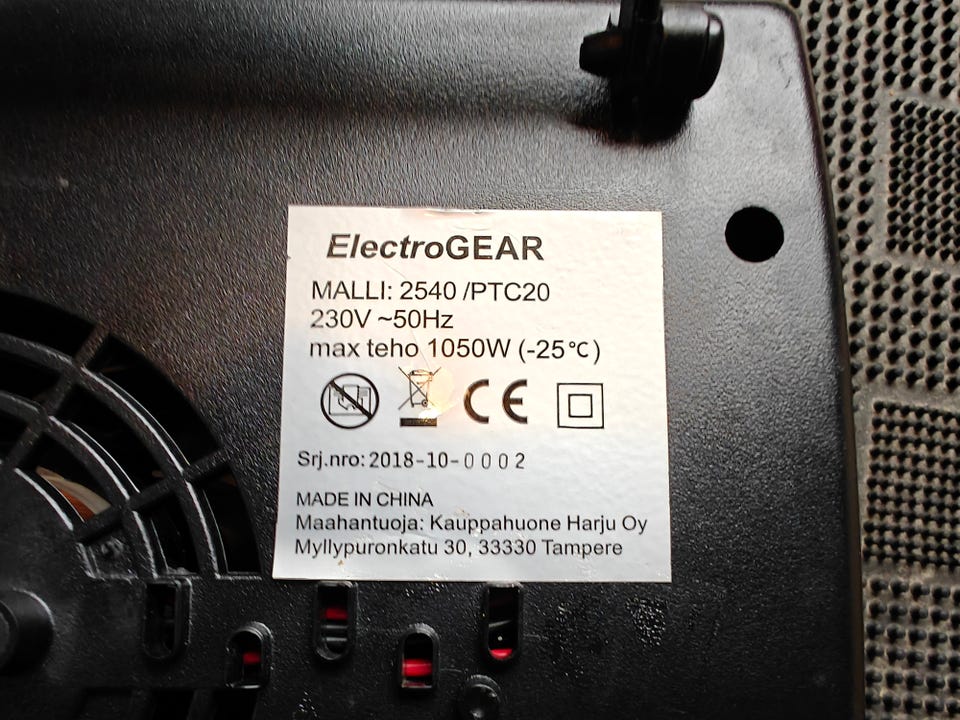 ElectroGEAR
MALLI: 2540 /PTC20
230V ~50Hz
max teho 1050W (-25℃)
CE
Srj.nro: 2018-10-0002
MADE IN CHINA
Maahantuoja: Kauppahuone Harju Oy
Myllypuronkatu 30, 33330 Tampere